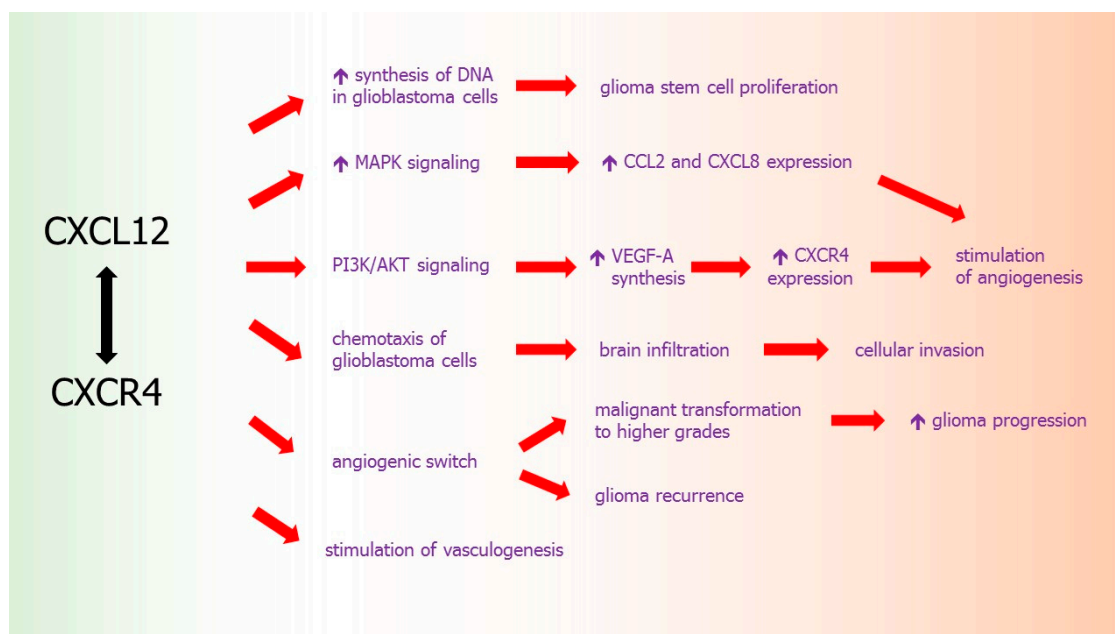 ↑ synthesis of DNA
in glioblastoma cells
glioma stem cell proliferation
↑ MAPK signaling
↑ CCL2 and CXCL8 expression
CXCL12
CXCR4
PI3K/AKT signaling
↑ VEGF-A
synthesis
↑ CXCR4
expression
stimulation
of angiogenesis
chemotaxis of
glioblastoma cells
brain infiltration
cellular invasion
angiogenic switch
malignant transformation
to higher grades
↑ glioma progression
glioma recurrence
stimulation of vasculogenesis